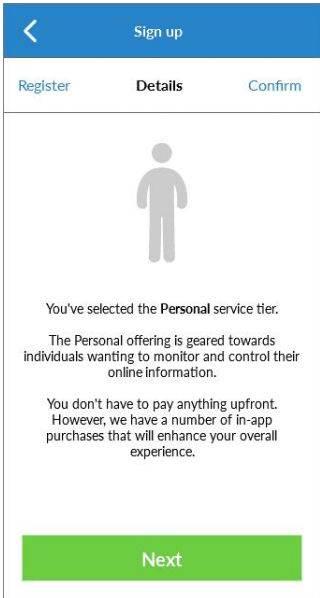 Sign up
Register Details Confirm
You've selected the Personal service tier.
The Personal offering is geared towards
individuals wanting to monitor and control their
online information.
You don't have to pay anything upfront.
However, we have a number of in-app
purchases that will enhance your overall
experience.
Next